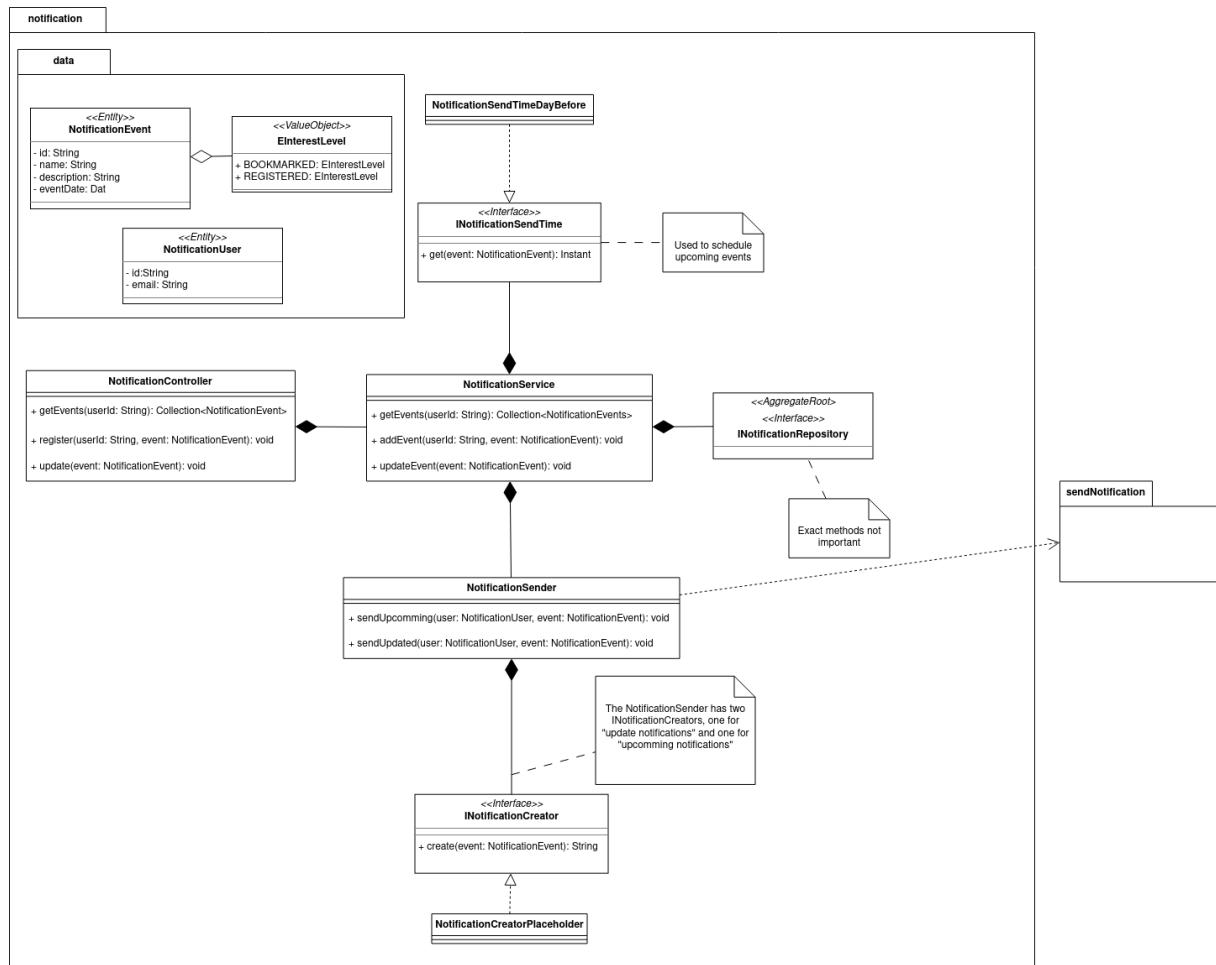 notification
data
<<Entity>>
NotificationEvent
- id: String
- name: String
- description: String
- eventDate: Dat
<<ValueObject>>
EInterestLevel
+ BOOKMARKED: EInterestLevel
+ REGISTERED: EInterestLevel
<<Entity>>
NotificationUser
- id:String
- email: String
NotificationSendTimeDayBefore
<<Interface>>
INotificationSendTime
+ get(event: NotificationEvent): Instant
Used to schedule
upcoming events
NotificationController
+ getEvents(userId: String): Collection<NotificationEvent>
+ register(userId: String, event: NotificationEvent): void
+ update(event: NotificationEvent): void
NotificationService
+ getEvents(userId: String): Collection<NotificationEvents>
+ addEvent(userId: String, event: NotificationEvent): void
+ updateEvent(event: NotificationEvent): void
<<AggregateRoot>
<<Interface>>
INotificationRepository
Exact methods not
important
sendNotification
NotificationSender
+ sendUpcomming(user: NotificationUser, event: NotificationEvent): void
+ sendUpdated(user: NotificationUser, event: NotificationEvent): void
The NotificationSender has two
INotificationCreators, one for
"update notifications" and one for
"upcomming notifications"
<<Interface>>
INotificationCreator
+ create(event: NotificationEvent): String
NotificationCreatorPlaceholder